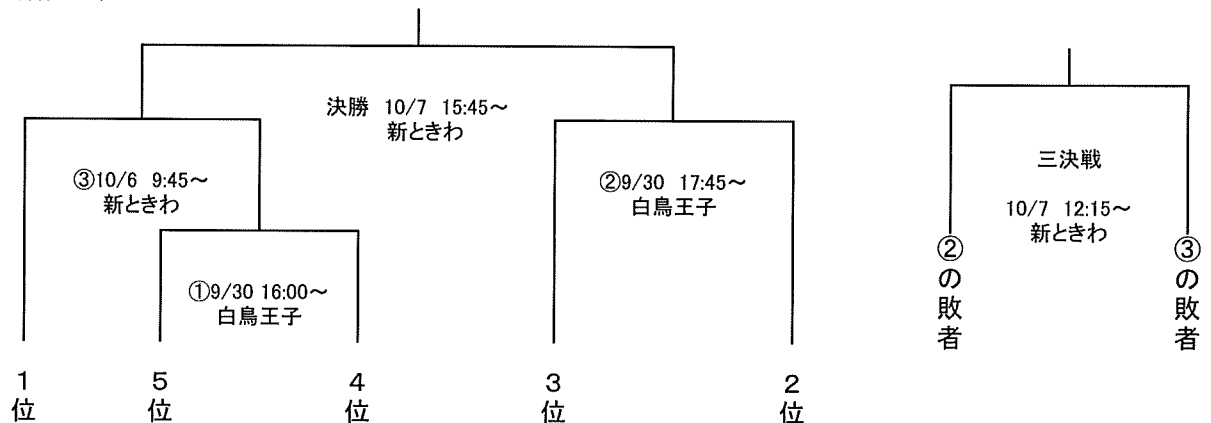 決勝 10/7 15:45～
新ときわ
③10/6 9:45～
新ときわ
②9/30 17:45～
白鳥王子
三決戦
10/7 12:15～
新ときわ
①9/30 16:00～
白鳥王子
②の敗者
③の敗者
1位
5位
4位
3位
2位